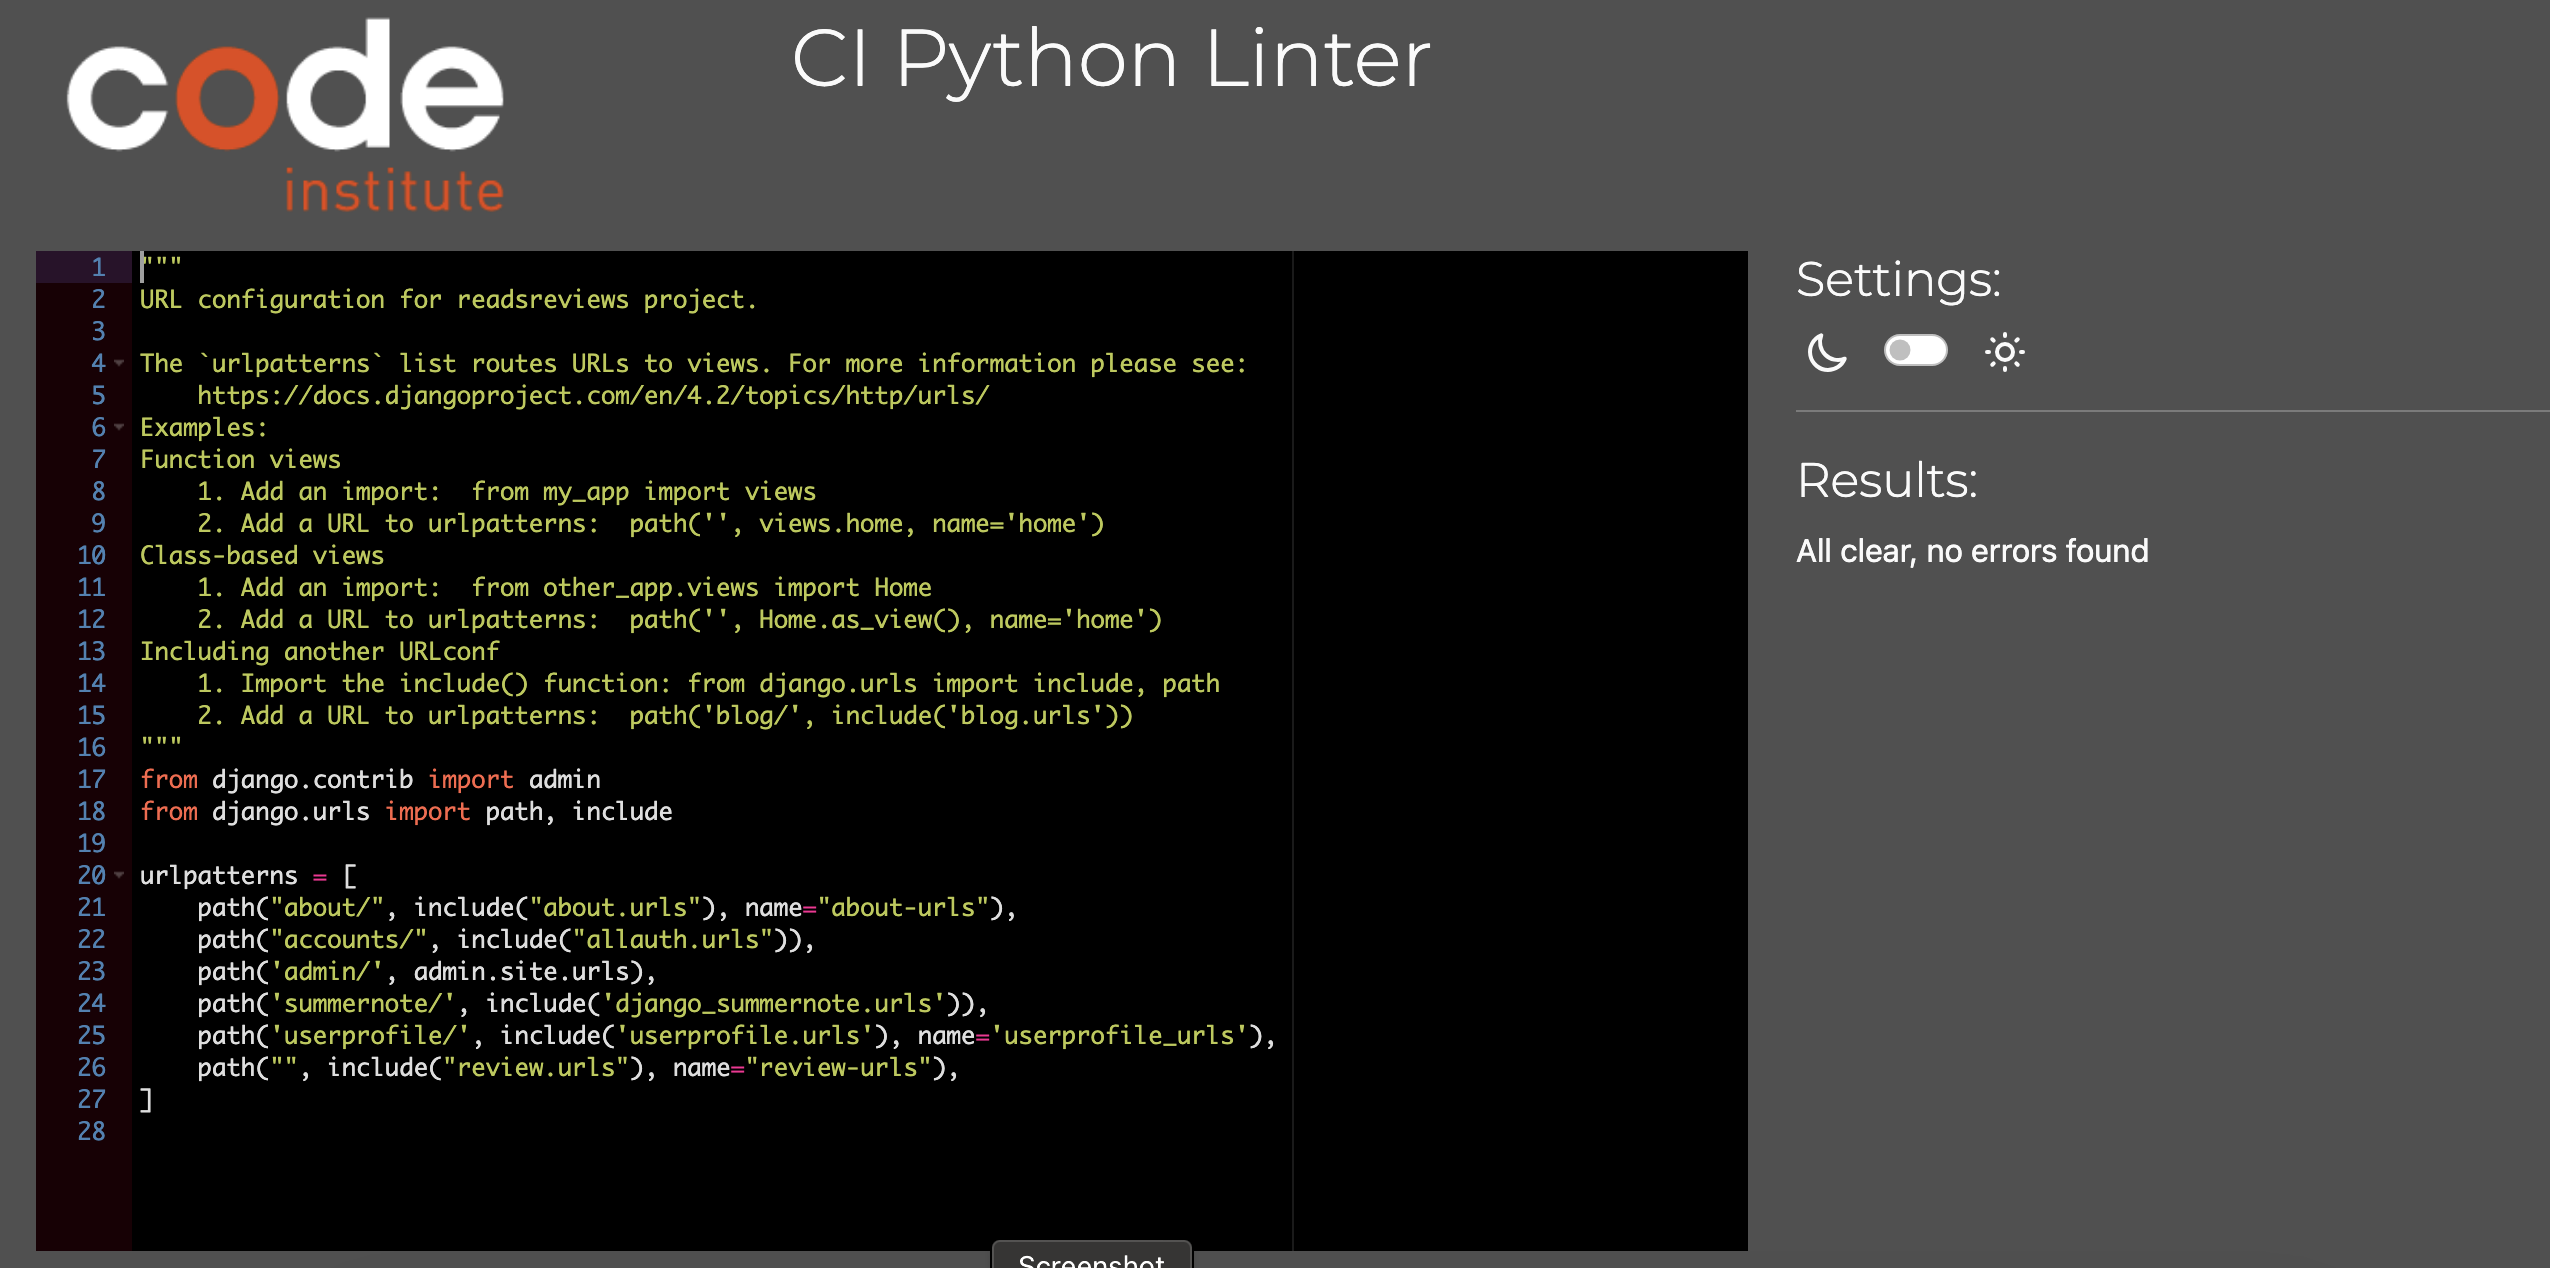 code
institute
CI Python Linter
1 """
2 URL configuration for readsreviews project.
3
4 The `urlpatterns` list routes URLs to views. For more information please see:
5     https://docs.djangoproject.com/en/4.2/topics/http/urls/
6 Examples:
7 Function views
8     1. Add an import:  from my_app import views
9     2. Add a URL to urlpatterns:  path('', views.home, name='home')
10 Class-based views
11     1. Add an import:  from other_app.views import Home
12     2. Add a URL to urlpatterns:  path('', Home.as_view(), name='home')
13 Including another URLconf
14     1. Import the include() function: from django.urls import include, path
15     2. Add a URL to urlpatterns:  path('blog/', include('blog.urls'))
16 """
17 from django.contrib import admin
18 from django.urls import path, include
19
20 urlpatterns = [
21     path("about/", include("about.urls"), name="about-urls"),
22     path("accounts/", include("allauth.urls")),
23     path('admin/', admin.site.urls),
24     path('summernote/', include('django_summernote.urls')),
25     path('userprofile/', include('userprofile.urls'), name='userprofile_urls'),
26     path("", include("review.urls"), name="review-urls"),
27 ]
28
Settings:
Results:
All clear, no errors found
Screenshot